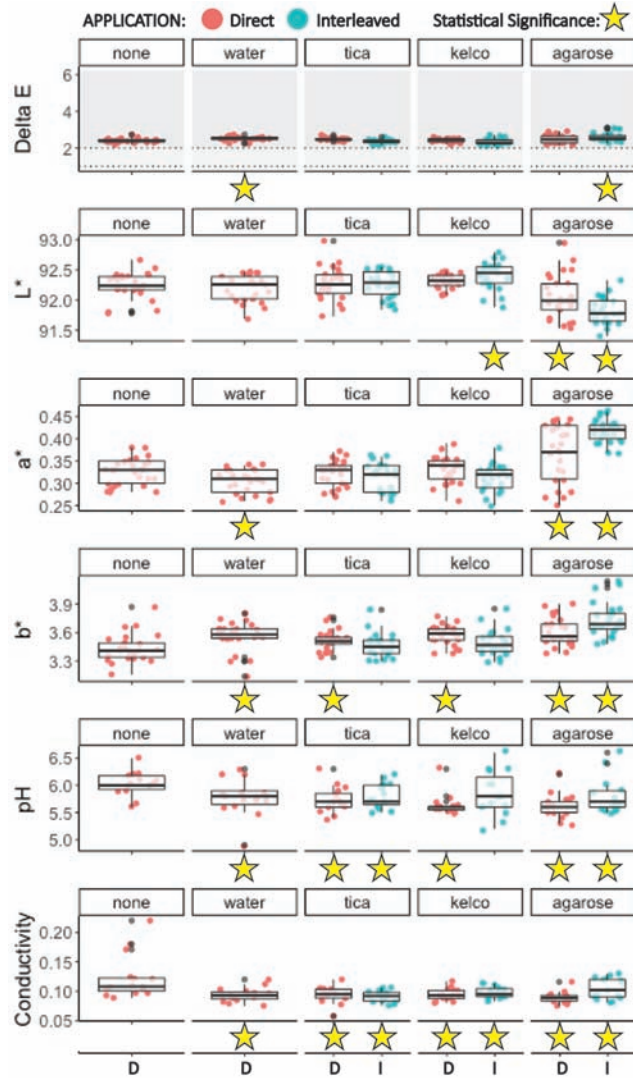 APPLICATION: Direct Interleaved Statistical Significance:
none water tica kelco agarose
Delta E
6
4
2
none water tica kelco agarose
L*
93.0
92.5
92.0
91.5
none water tica kelco agarose
a*
0.45
0.40
0.35
0.30
0.25
none water tica kelco agarose
b*
3.9
3.6
3.3
none water tica kelco agarose
pH
6.5
6.0
5.5
5.0
none water tica kelco agarose
Conductivity
0.20
0.15
0.10
0.05
D D D I D I D I